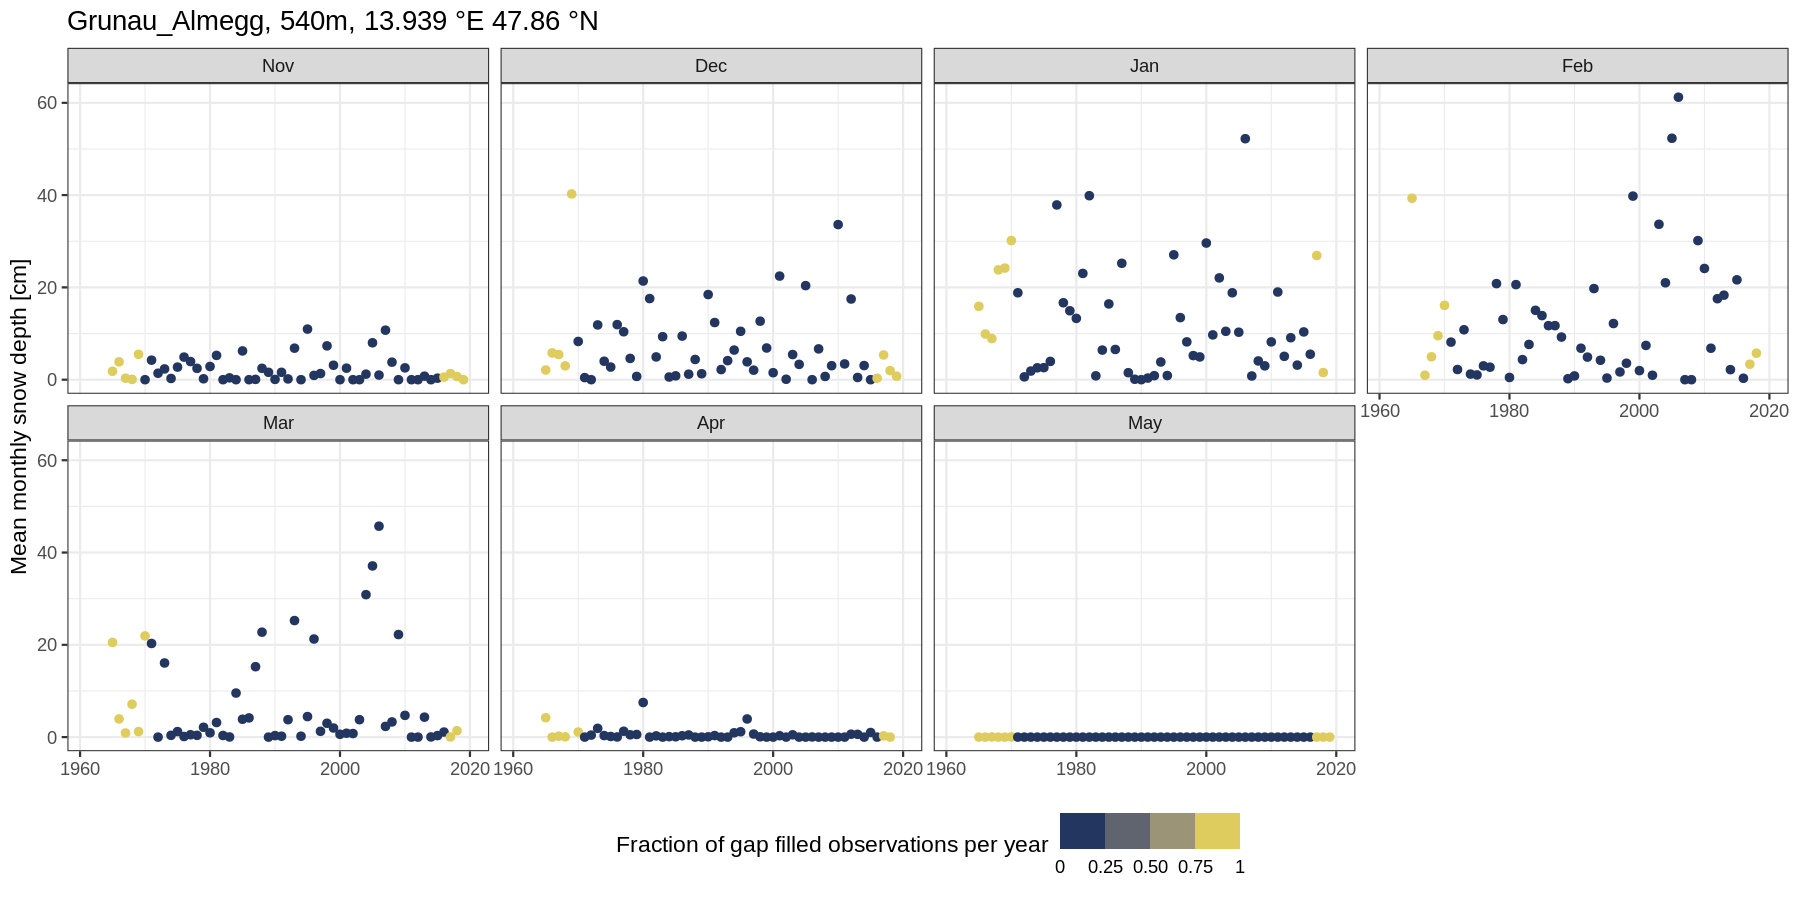 Grunau_Almegg, 540m, 13.939 °E 47.86 °N
Nov
Dec
Jan
Feb
60
40
20
0
1960 1980 2000 2020
Mar
Apr
May
60
40
20
0
1960 1980 2000 2020
1960 1980 2000 2020
1960 1980 2000 2020
Mean monthly snow depth [cm]
Fraction of gap filled observations per year
0 0.25 0.50 0.75 1